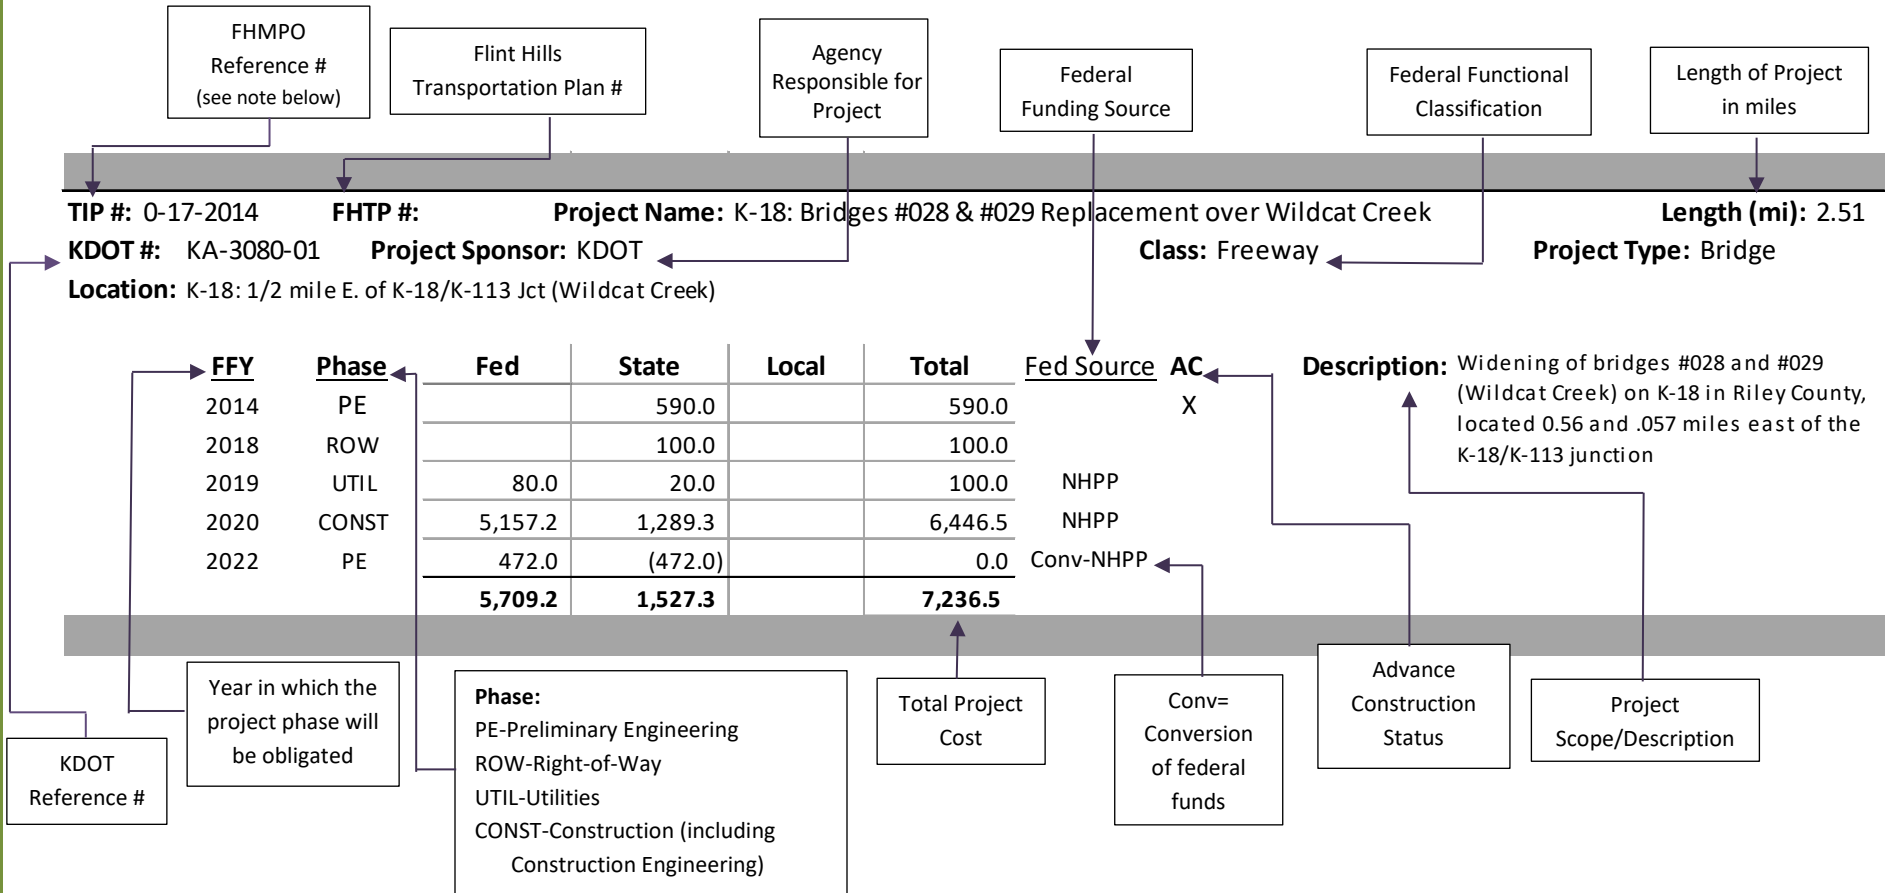 FHMPO
Reference #
(see note below)
Flint Hills
Transportation Plan #
Agency
Responsible for
Project
Federal
Funding Source
Federal Functional
Classification
Length of Project
in miles
TIP #: 0-17-2014 FHTP #: Project Name: K-18: Bridges #028 & #029 Replacement over Wildcat Creek Length (mi): 2.51
KDOT #: KA-3080-01 Project Sponsor: KDOT Class: Freeway Project Type: Bridge
Location: K-18: 1/2 mile E. of K-18/K-113 Jct (Wildcat Creek)
FFY Phase Fed State Local Total Fed Source AC
2014 PE 590.0 590.0 X
2018 ROW 100.0 100.0
2019 UTIL 80.0 20.0 100.0 NHPP
2020 CONST 5,157.2 1,289.3 6,446.5 NHPP
2022 PE 472.0 (472.0) 0.0 Conv-NHPP
5,709.2 1,527.3 7,236.5
Description: Widening of bridges #028 and #029
(Wildcat Creek) on K-18 in Riley County,
located 0.56 and .057 miles east of the
K-18/K-113 junction
KDOT
Reference #
Year in which the
project phase will
be obligated
Phase:
PE-Preliminary Engineering
ROW-Right-of-Way
UTIL-Utilities
CONST-Construction (including
Construction Engineering)
Total Project
Cost
Conv=
Conversion
of federal
funds
Advance
Construction
Status
Project
Scope/Description